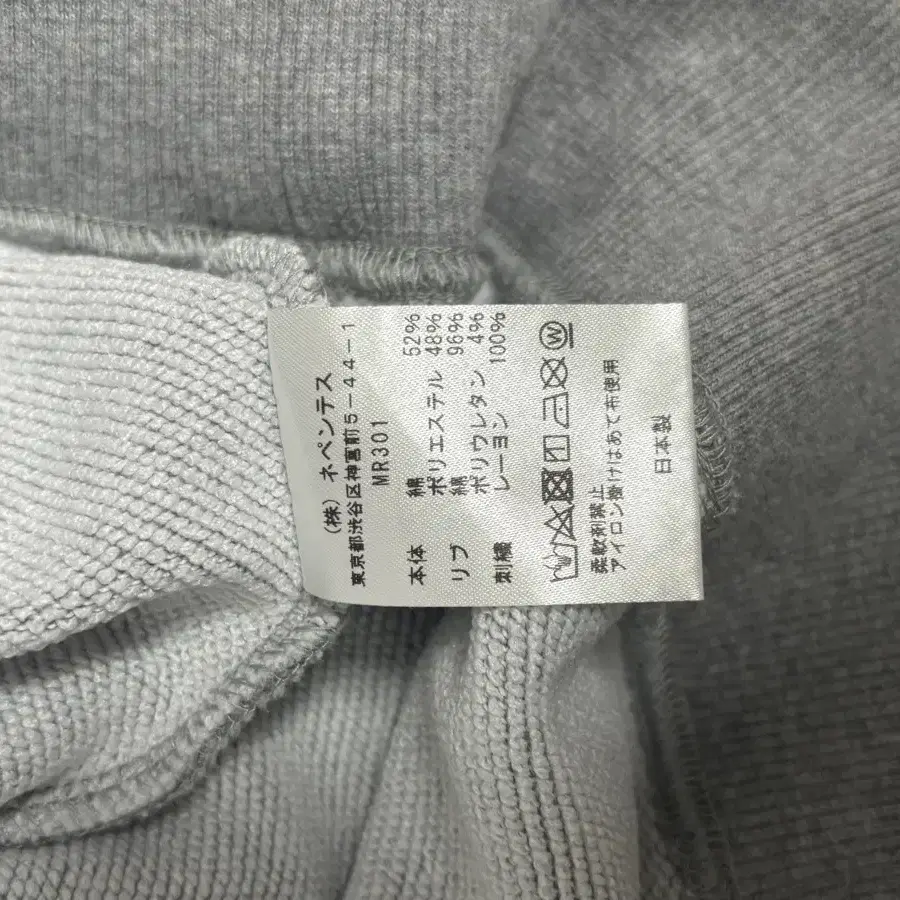 (株) ネペンテス
東京都渋谷区神宮前5-44-1
MR301
本体 綿 52%
ポリエステル 48%
リブ 綿 96%
ポリウレタン 4%
刺繍 レーヨン 100%
W
柔軟剤禁止
アイロン掛けはあて布使用
日本製